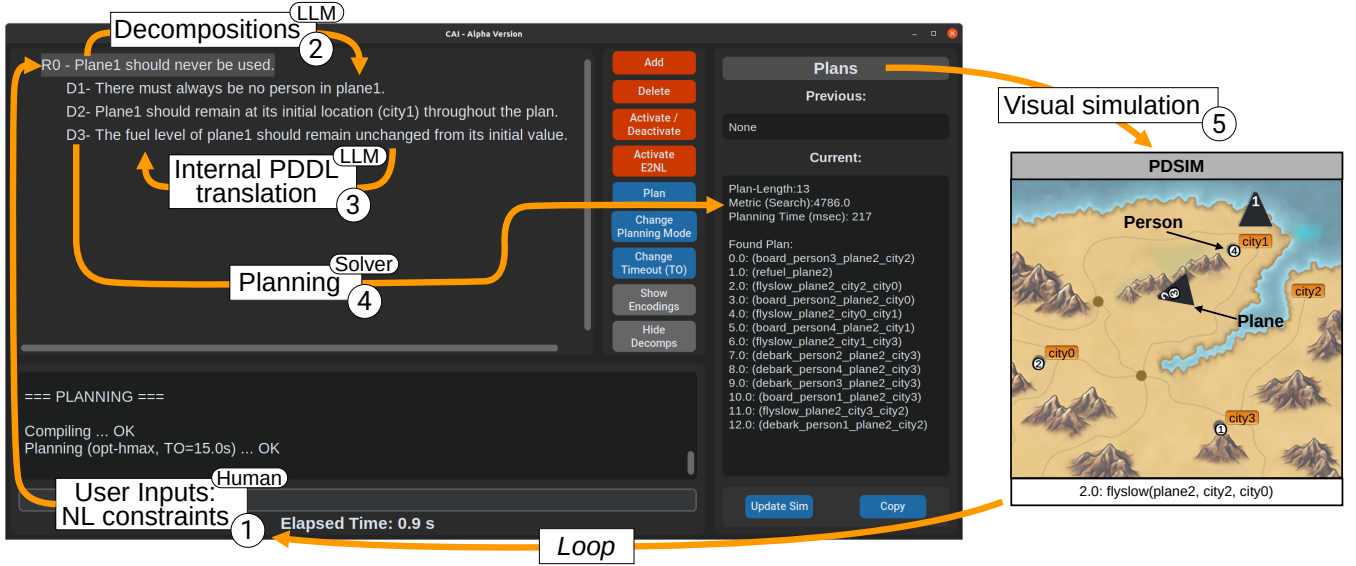 LLM
Decompositions
2
CAI - Alpha Version
R0 - Plane1 should never be used.
D1- There must always be no person in plane1.
D2- Plane1 should remain at its initial location (city1) throughout the plan.
D3- The fuel level of plane1 should remain unchanged from its initial value.
LLM
Internal PDDL
translation
3
Solver
Planning
4
=== PLANNING ===
Compiling ... OK
Planning (opt-hmax, TO=15.0s) ... OK
Human
User Inputs:
NL constraints
1
Elapsed Time: 0.9 s
Add
Delete
Activate /
Deactivate
Activate
E2NL
Plan
Change
Planning Mode
Change
Timeout (TO)
Show
Encodings
Hide
Decomps
Plans
Previous:
None
Current:
Plan-Length:13
Metric (Search):4786.0
Planning Time (msec): 217
Found Plan:
0.0: (board_person3_plane2_city2)
1.0: (refuel_plane2)
2.0: (flyslow_plane2_city2_city0)
3.0: (board_person2_plane2_city0)
4.0: (flyslow_plane2_city0_city1)
5.0: (board_person4_plane2_city1)
6.0: (flyslow_plane2_city1_city3)
7.0: (debark_person2_plane2_city3)
8.0: (debark_person4_plane2_city3)
9.0: (debark_person3_plane2_city3)
10.0: (board_person1_plane2_city3)
11.0: (flyslow_plane2_city3_city2)
12.0: (debark_person1_plane2_city2)
Update Sim
Copy
Visual simulation
5
PDSIM
1
Person
city1
4
city2
2
3
Plane
city0
2
city3
1
2.0: flyslow(plane2, city2, city0)
Loop